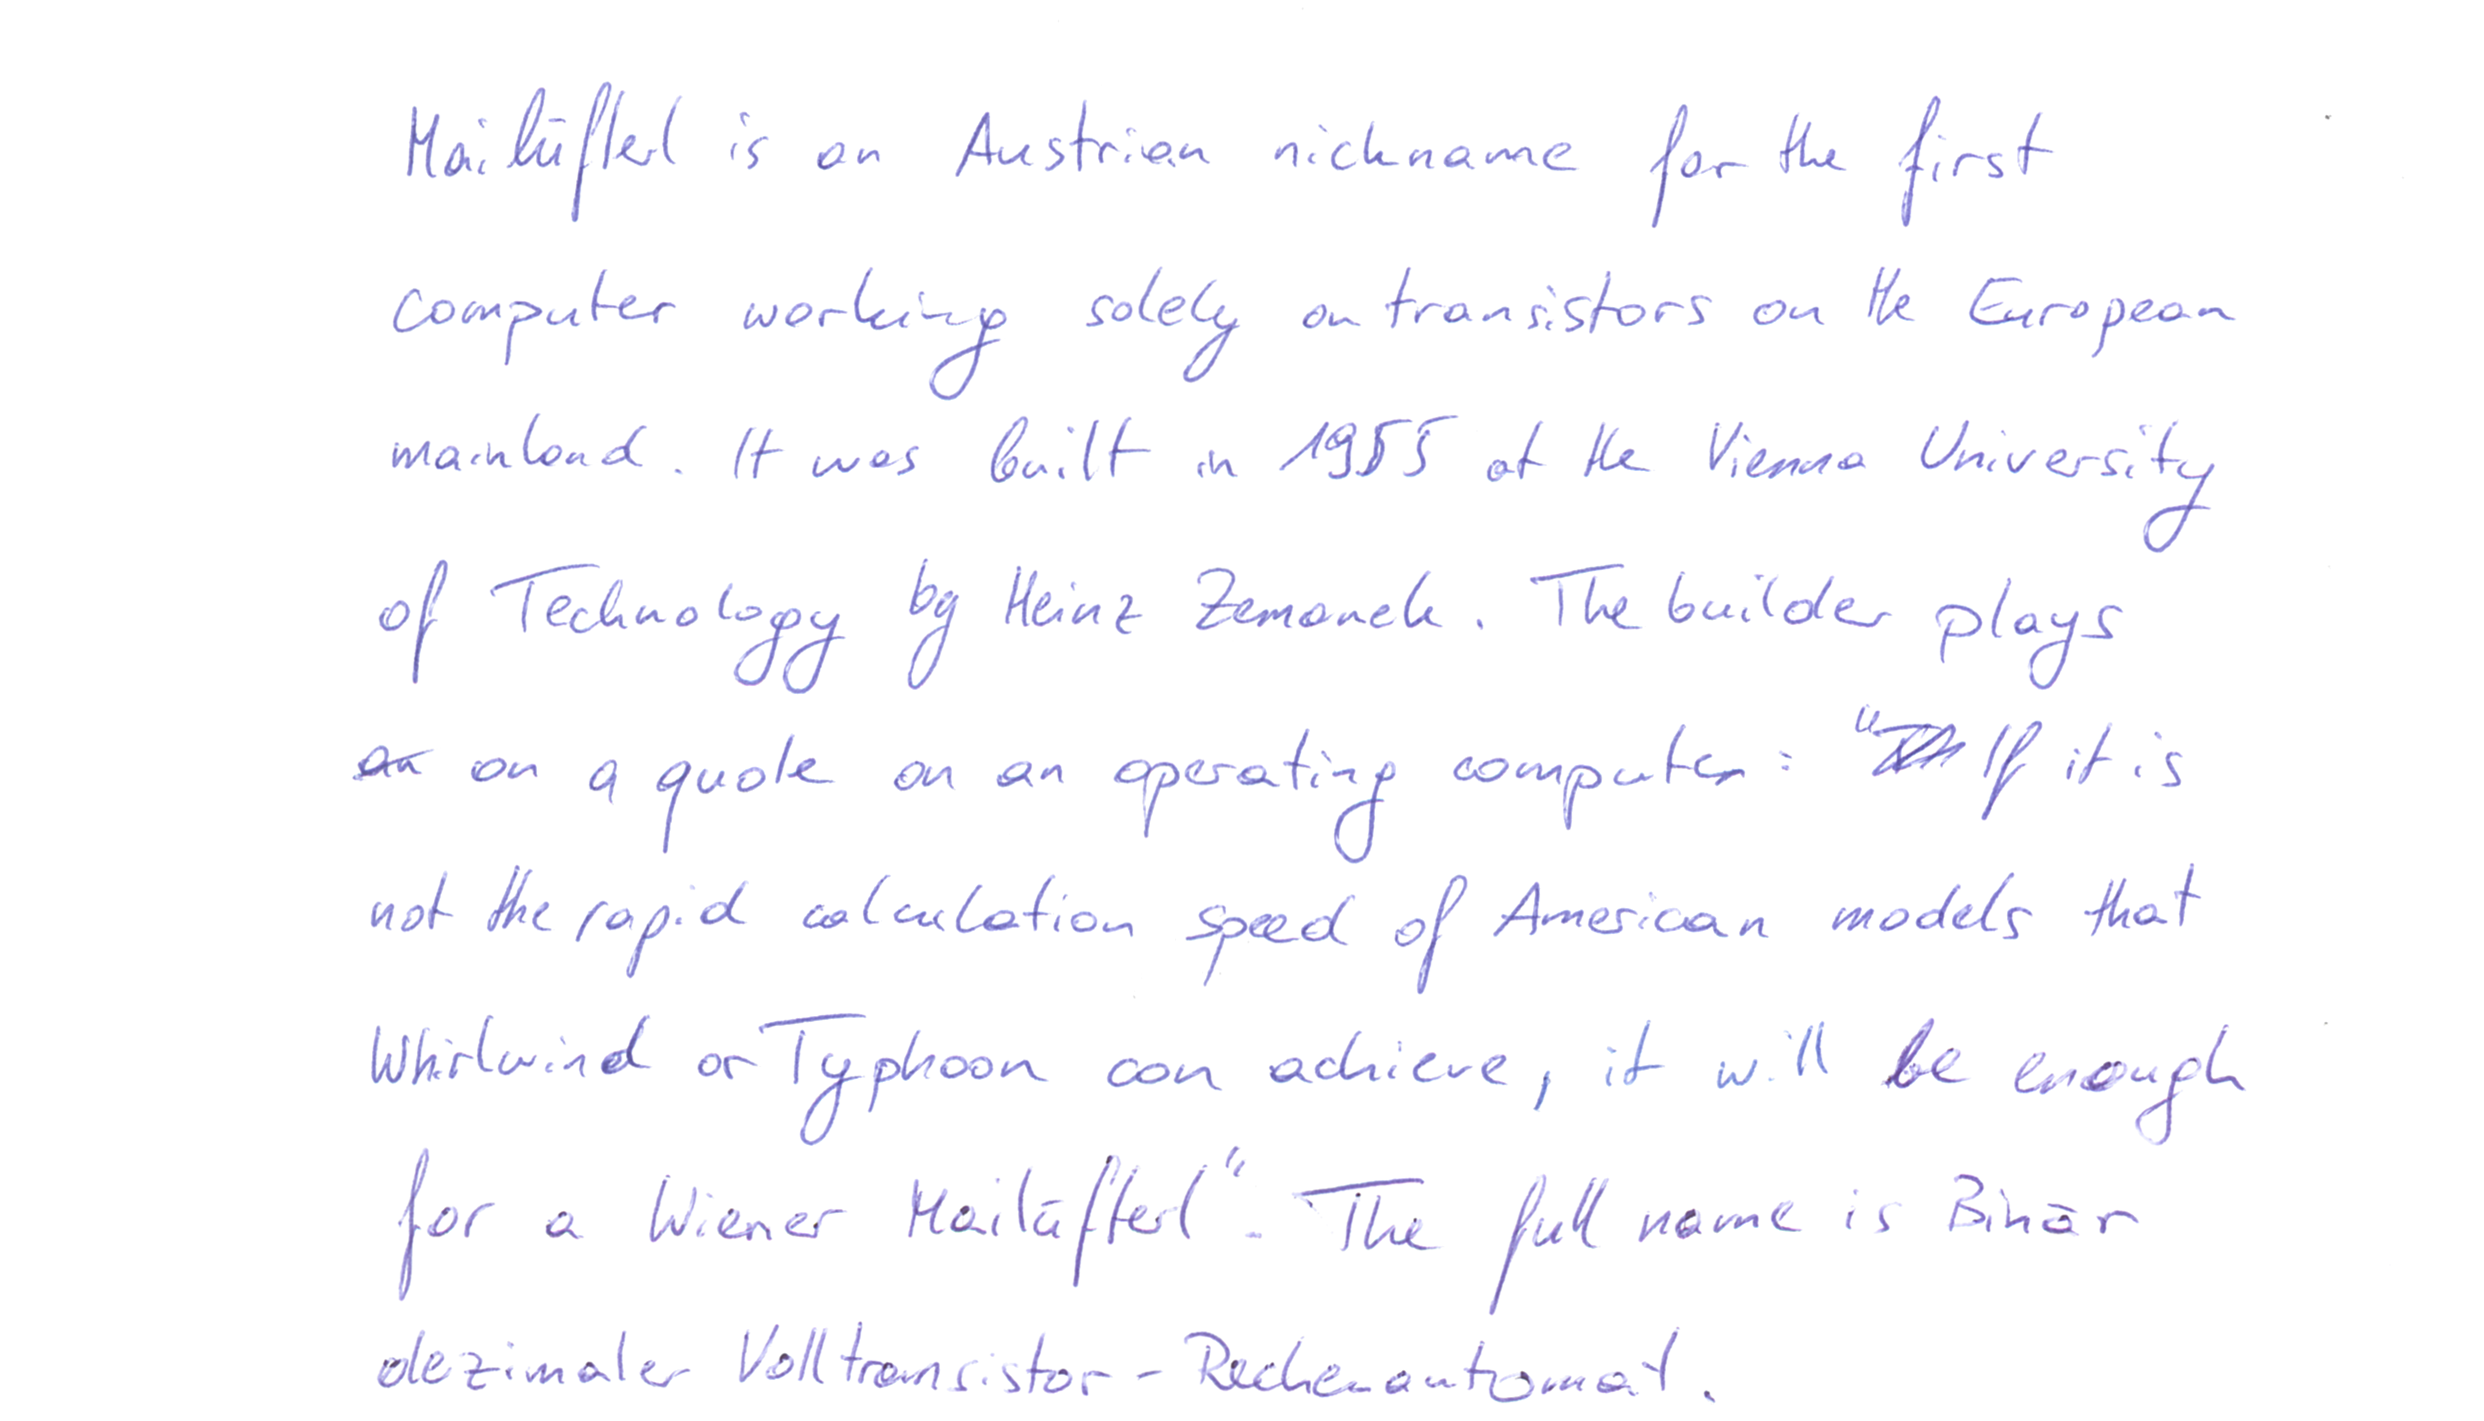 Mailüfterl is an Austrian nickname for the first
computer working solely on transistors on the European
mainland. It was built in 1955 at the Vienna University
of Technology by Heinz Zemanek. The builder plays
an on a quote on an operating computer: "Th If it is
not the rapid calculation speed of American models that
Whirlwind or Typhoon can achieve, it will be enough
for a Wiener Mailüfterl". The full name is Binär
dezimaler Volltransistor-Rechenautomat.